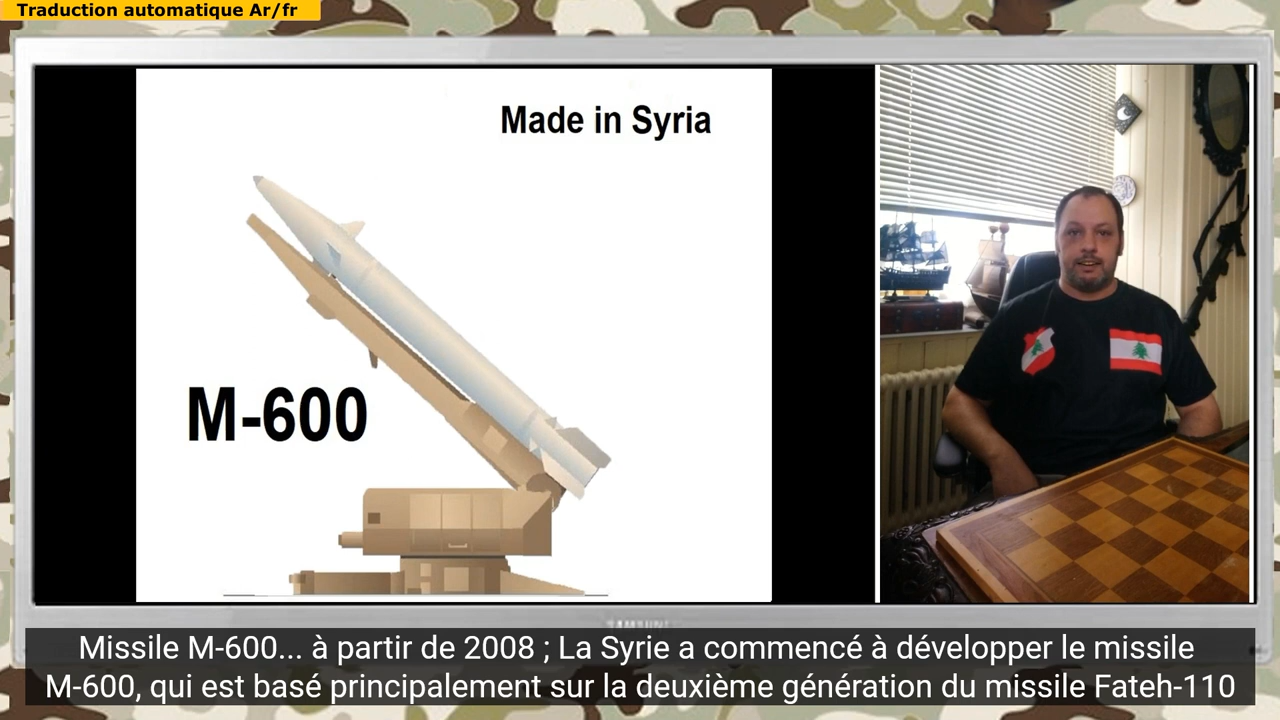 Traduction automatique Ar/fr
Made in Syria
M-600
Missile M-600... à partir de 2008 ; La Syrie a commencé à développer le missile
M-600, qui est basé principalement sur la deuxième génération du missile Fateh-110